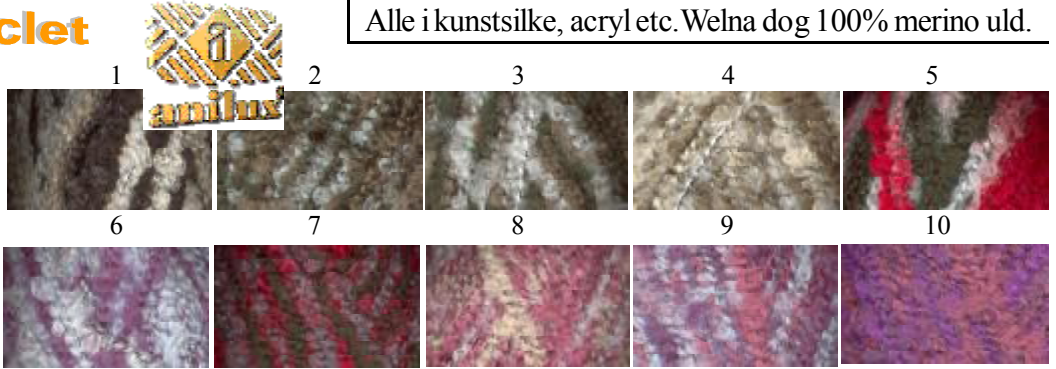 clet
Alle i kunstsilke, acryl etc. Welna dog 100% merino uld.
a
anilux
1 2 3 4 5
6 7 8 9 10